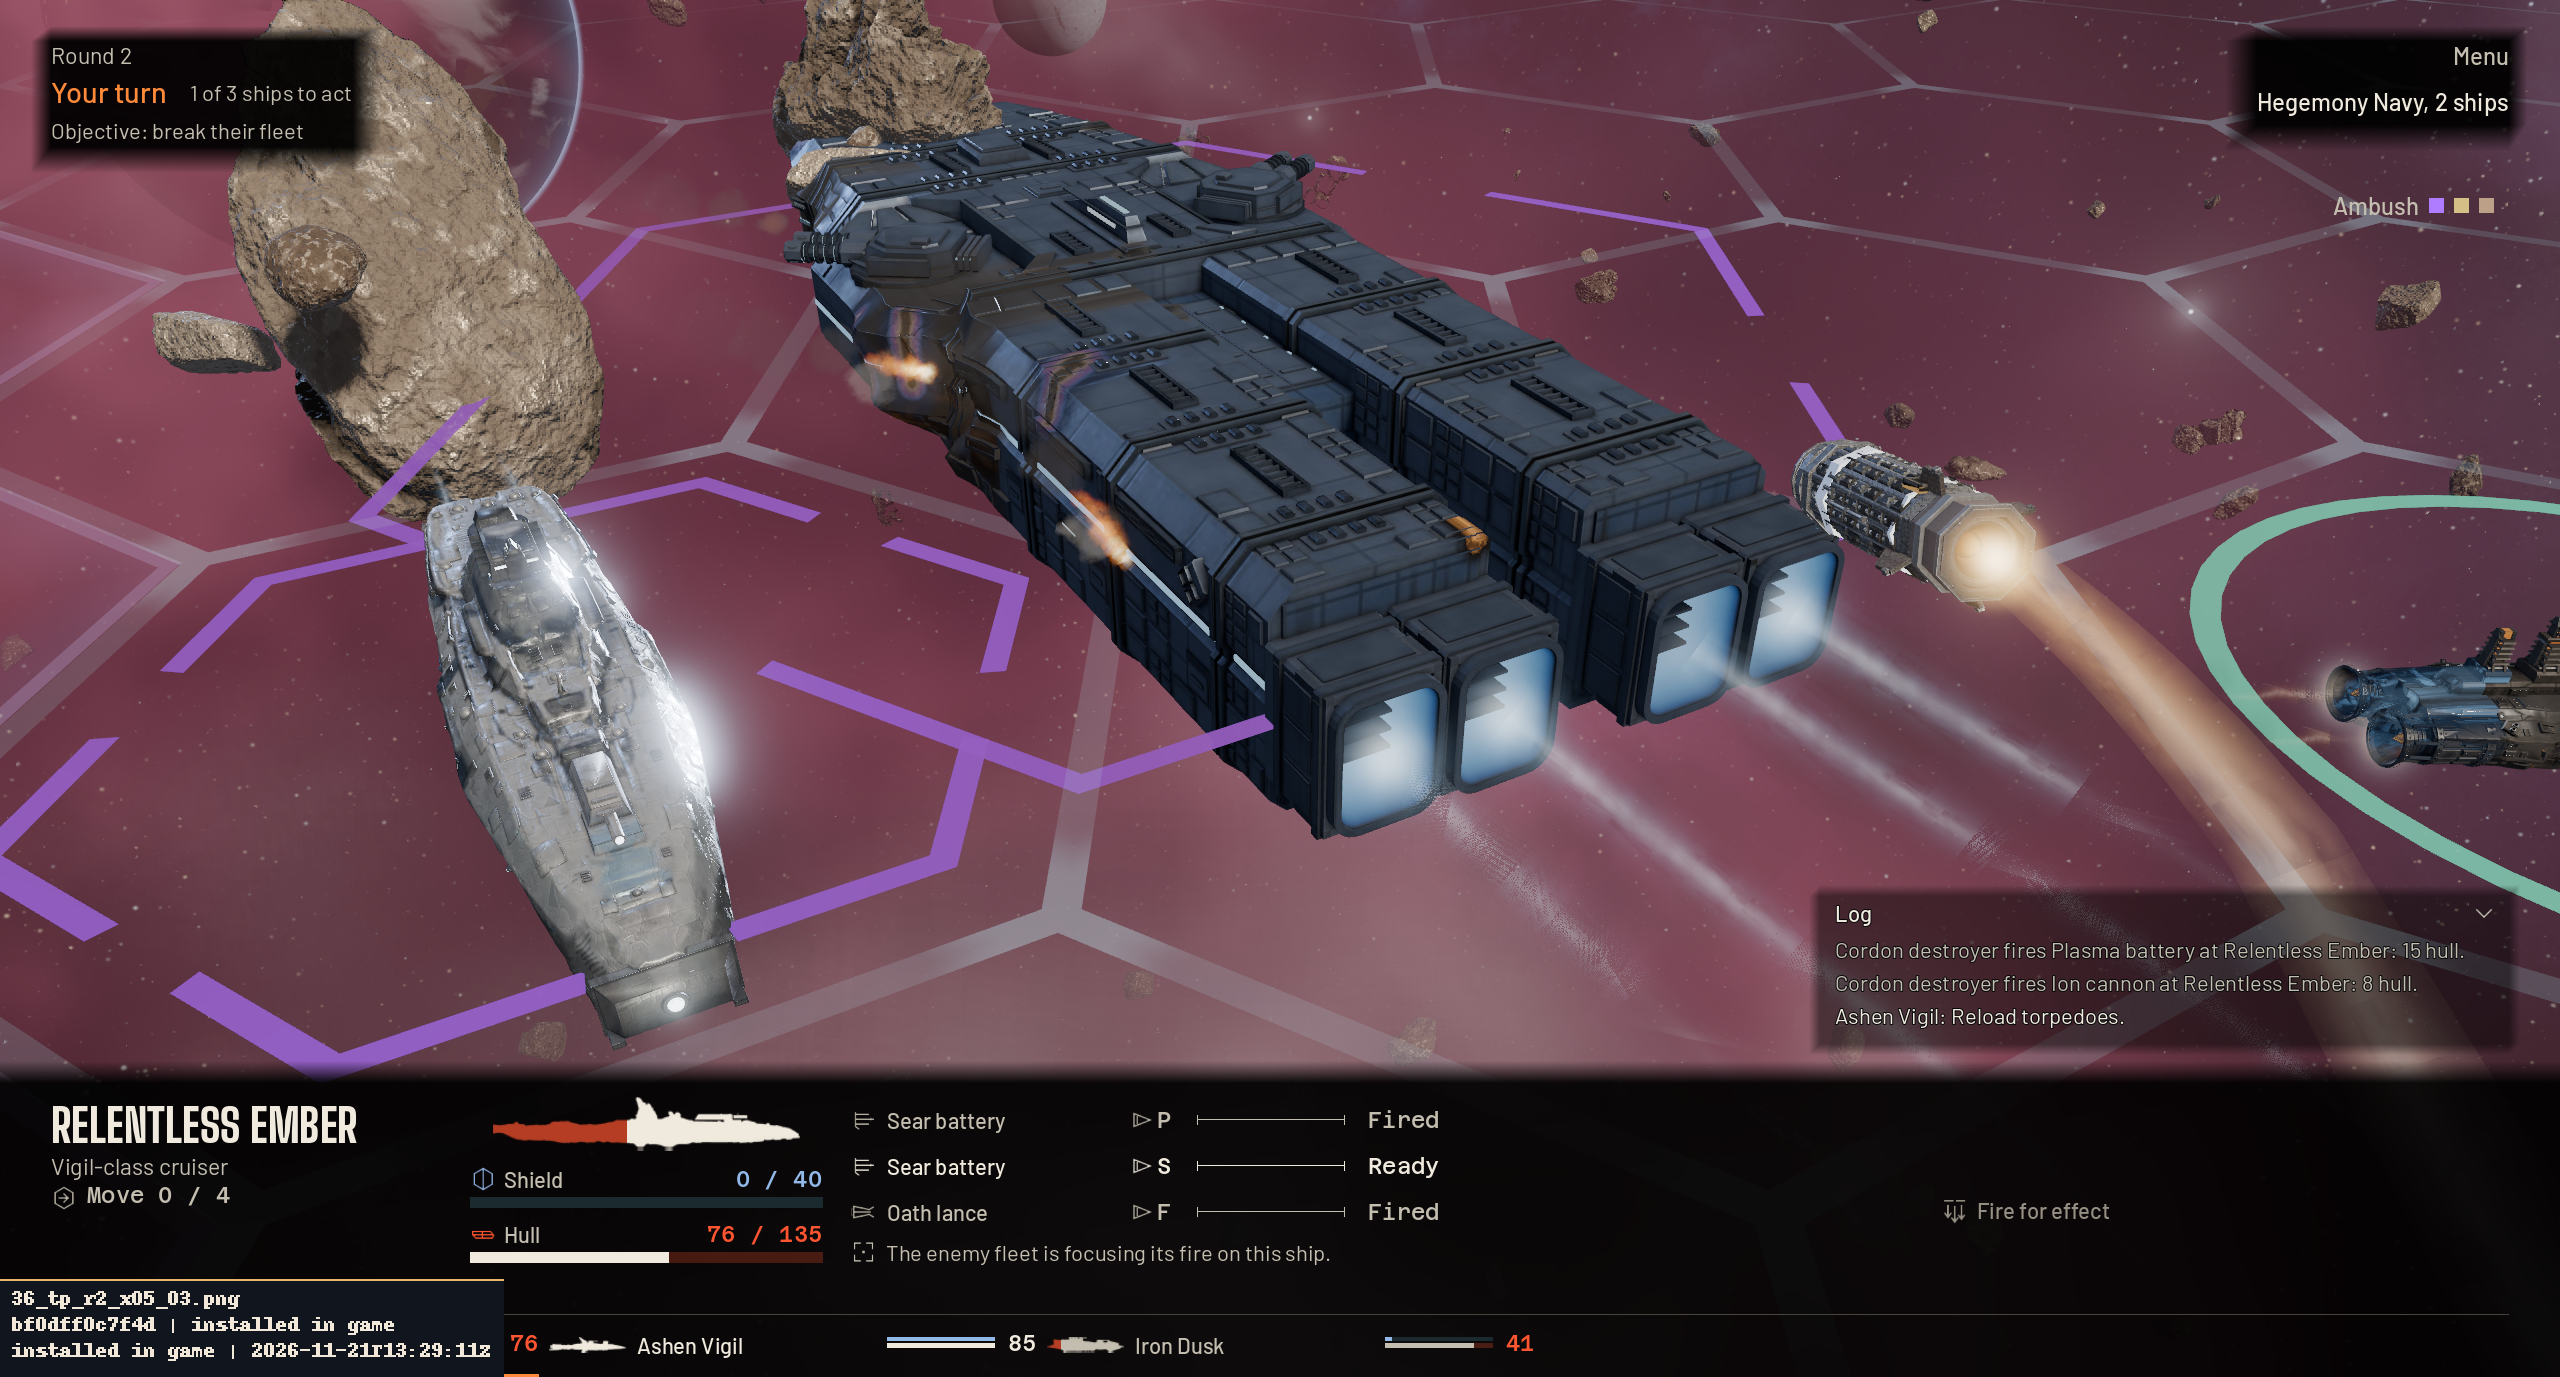 Round 2
Your turn 1 of 3 ships to act
Objective: break their fleet
Menu
Hegemony Navy, 2 ships
Ambush
Log
Cordon destroyer fires Plasma battery at Relentless Ember: 15 hull.
Cordon destroyer fires Ion cannon at Relentless Ember: 8 hull.
Ashen Vigil: Reload torpedoes.
RELENTLESS EMBER
Vigil-class cruiser
Move 0 / 4
Shield 0 / 40
Hull 76 / 135
Sear battery P Fired
Sear battery S Ready
Oath lance F Fired
The enemy fleet is focusing its fire on this ship.
Fire for effect
36_tp_r2_x05_03.png
bf0dff0c7f4d | installed in game
installed in game | 2026-11-21r13:29:11z
76 Ashen Vigil 85 Iron Dusk 41